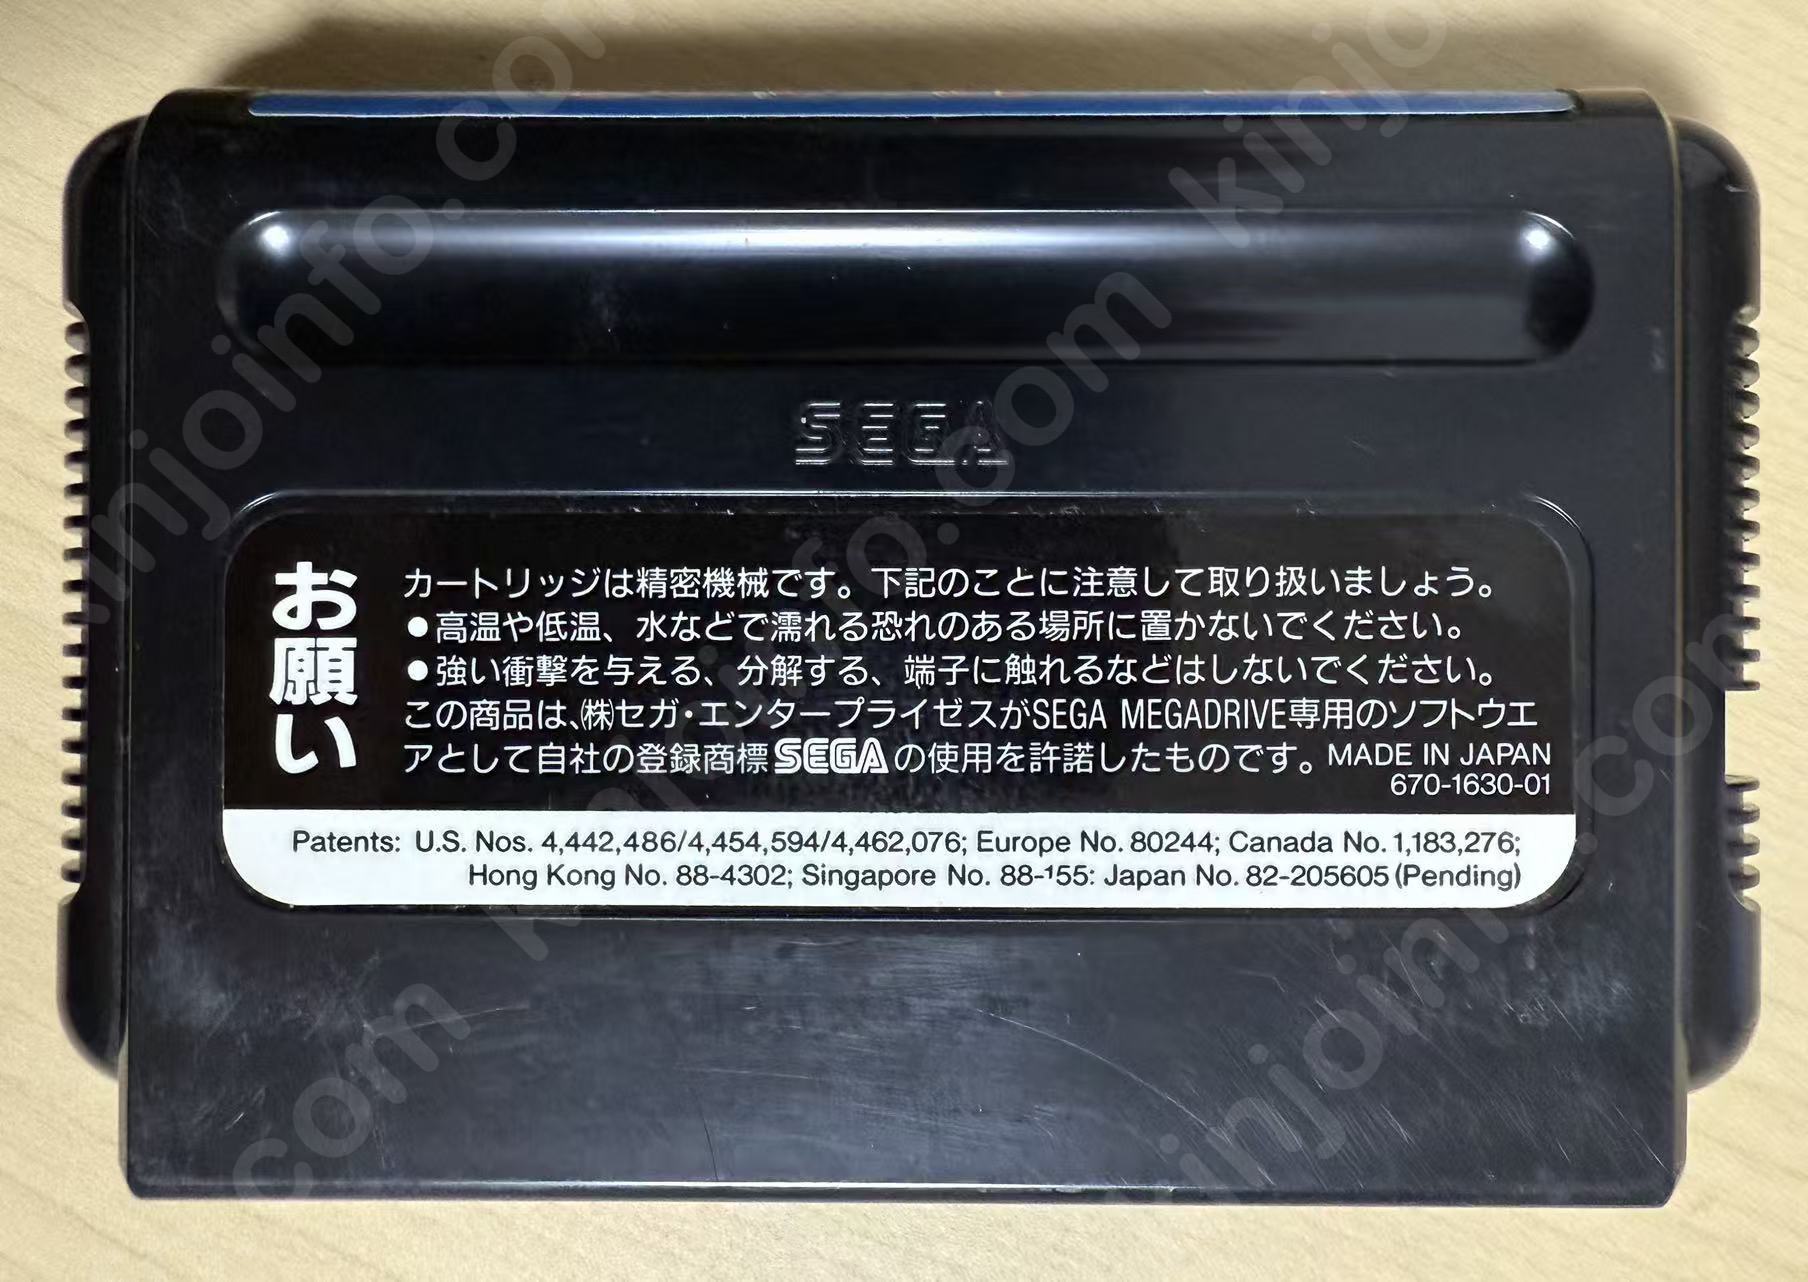 SEGA
お願い
カートリッジは精密機械です。下記のことに注意して取り扱いましょう。
●高温や低温、水などで濡れる恐れのある場所に置かないでください。
●強い衝撃を与える、分解する、端子に触れるなどはしないでください。
この商品は、㈱セガ・エンタープライゼスがSEGA MEGADRIVE専用のソフトウエ
アとして自社の登録商標SEGAの使用を許諾したものです。MADE IN JAPAN
670-1630-01
Patents: U.S. Nos. 4,442,486/4,454,594/4,462,076; Europe No. 80244; Canada No. 1,183,276;
Hong Kong No. 88-4302; Singapore No. 88-155: Japan No. 82-205605 (Pending)
kinjoinfo.com
kinjoinfo.com
kinjoinfo.com
kinjoinfo.com